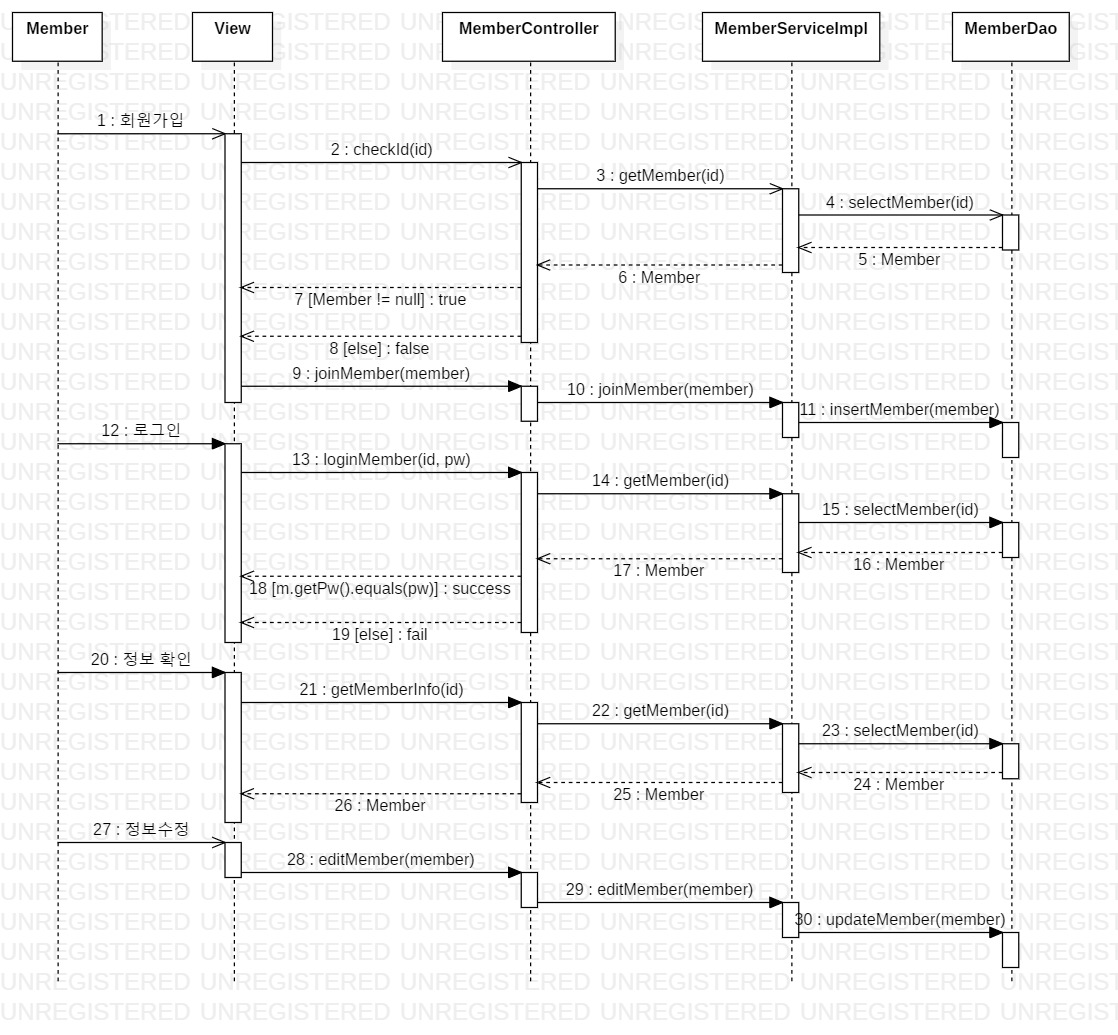 Member
View
MemberController
MemberServiceImpl
MemberDao
1 : 회원가입
2 : checkId(id)
3 : getMember(id)
4 : selectMember(id)
5 : Member
6 : Member
7 [Member != null] : true
8 [else] : false
9 : joinMember(member)
10 : joinMember(member)
11 : insertMember(member)
12 : 로그인
13 : loginMember(id, pw)
14 : getMember(id)
15 : selectMember(id)
16 : Member
17 : Member
18 [m.getPw().equals(pw)] : success
19 [else] : fail
20 : 정보 확인
21 : getMemberInfo(id)
22 : getMember(id)
23 : selectMember(id)
24 : Member
25 : Member
26 : Member
27 : 정보수정
28 : editMember(member)
29 : editMember(member)
30 : updateMember(member)
UNREGISTERED